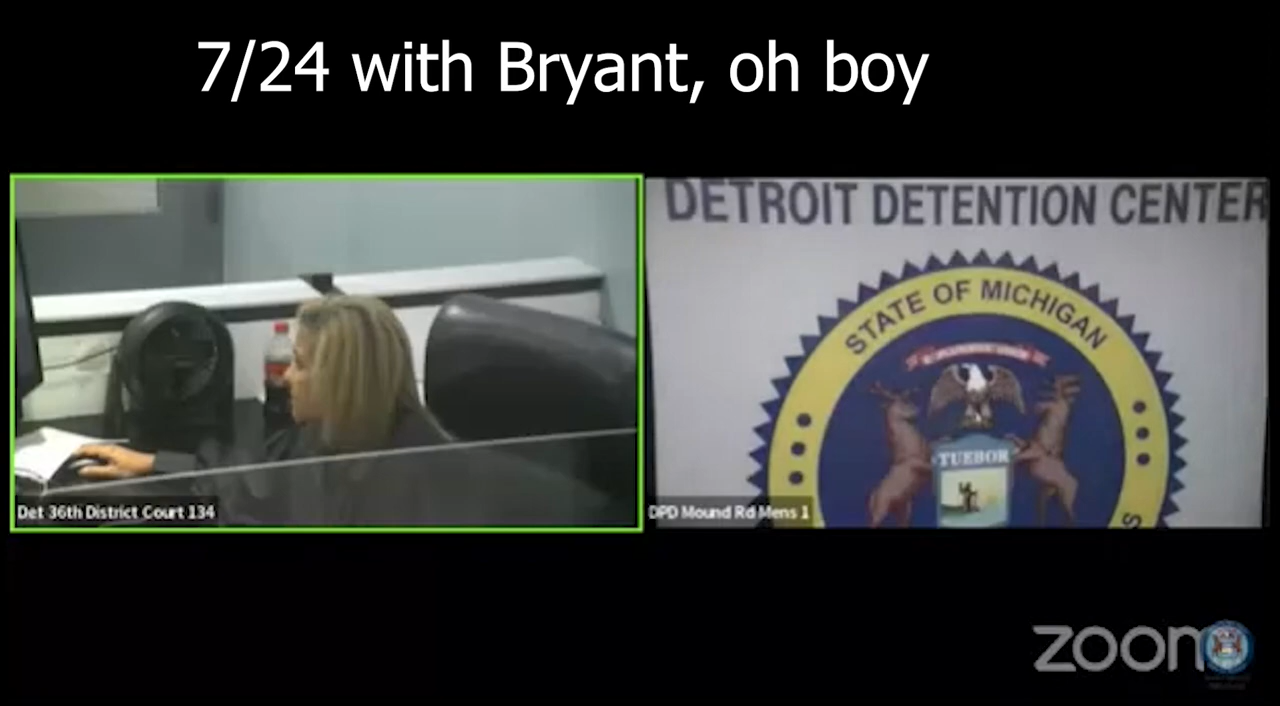 7/24 with Bryant, oh boy
DETROIT DETENTION CENTER
STATE OF MICHIGAN
TUEBOR
Det 36th District Court 134
DPD Mound Rd Mens 1
zoom